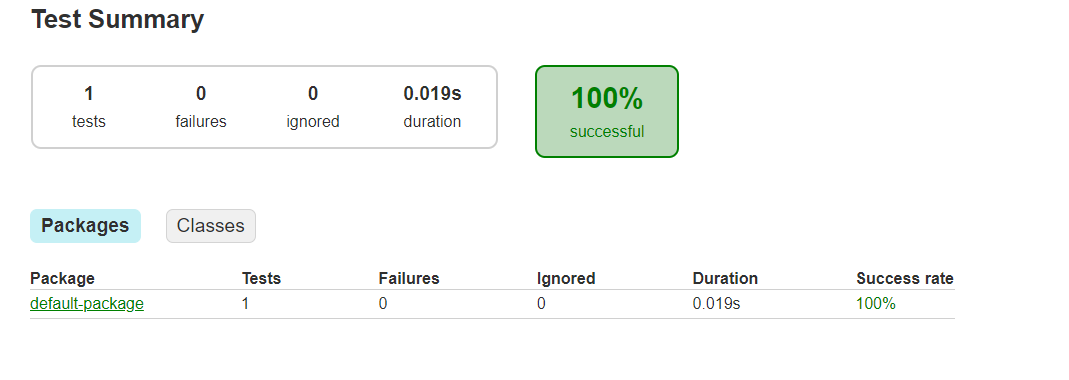 Test Summary
1 0 0 0.019s
tests failures ignored duration
100%
successful
Packages Classes
Package Tests Failures Ignored Duration Success rate
default-package 1 0 0 0.019s 100%